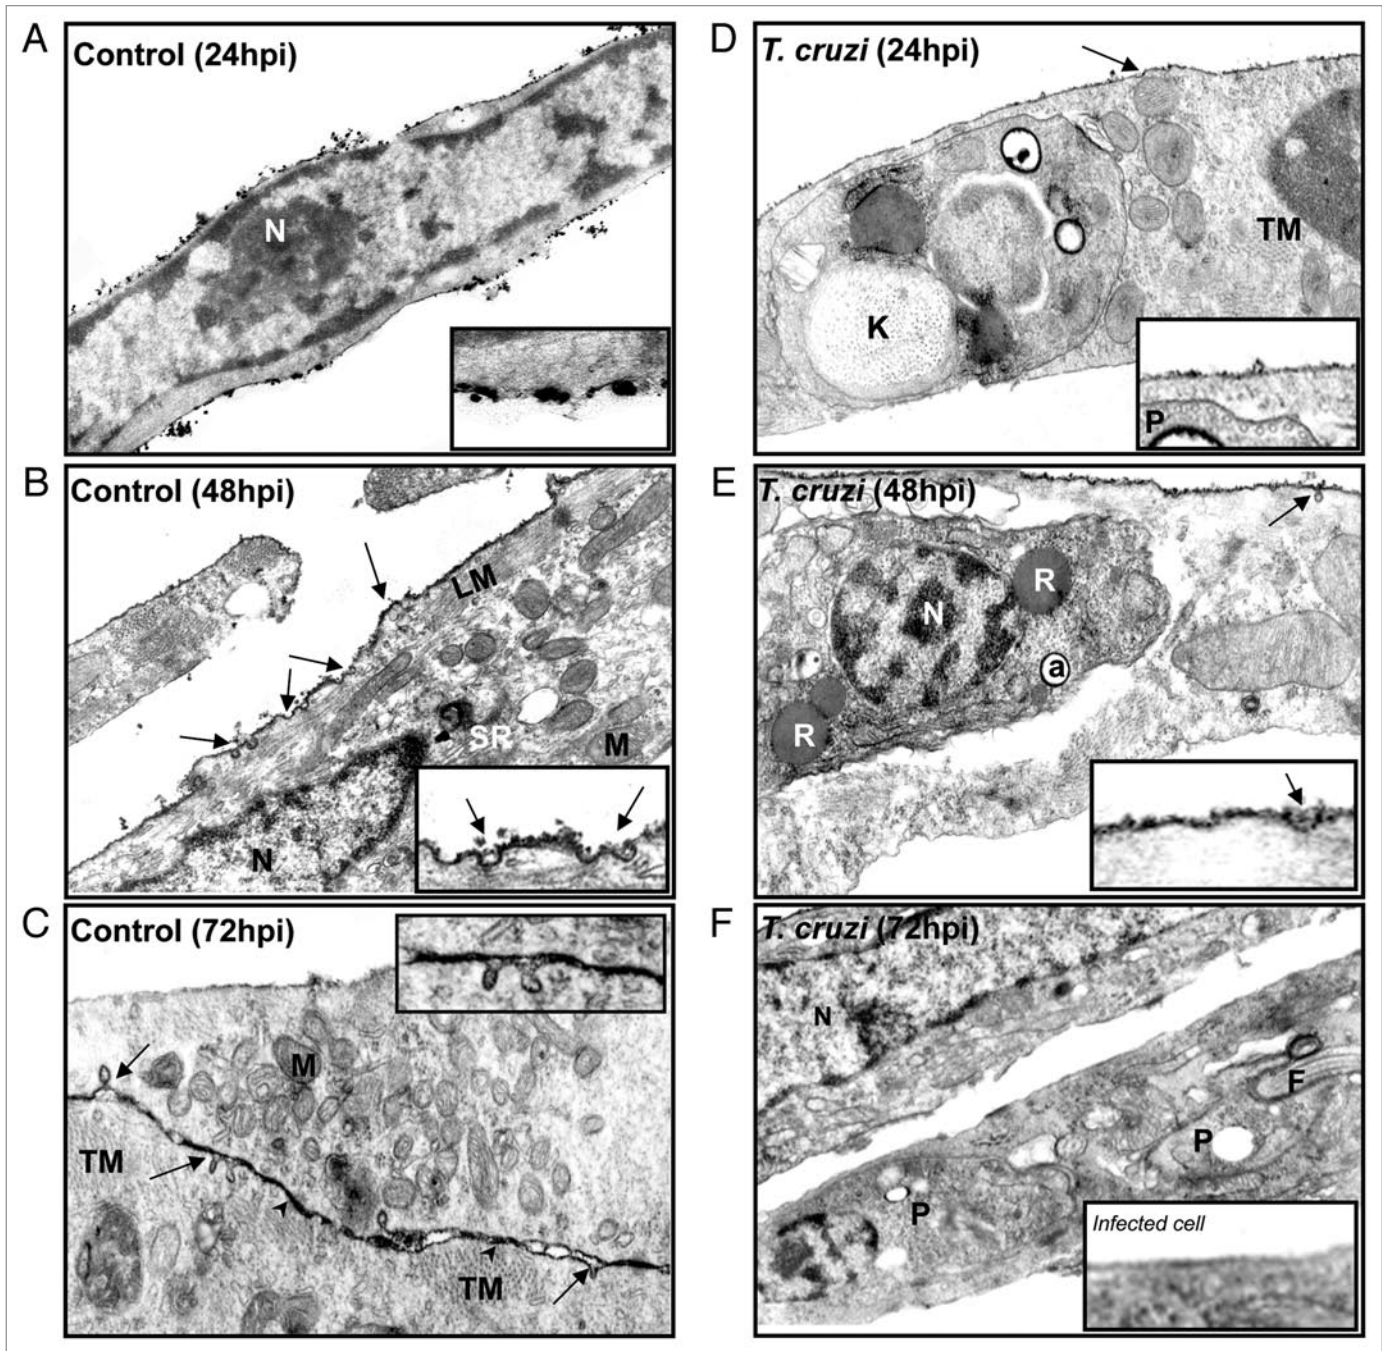 A
Control (24hpi)
N
B
Control (48hpi)
LM
SR
M
N
C
Control (72hpi)
M
TM
TM
D
T. cruzi (24hpi)
TM
K
P
E
T. cruzi (48hpi)
R
N
a
R
F
T. cruzi (72hpi)
N
F
P
P
Infected cell